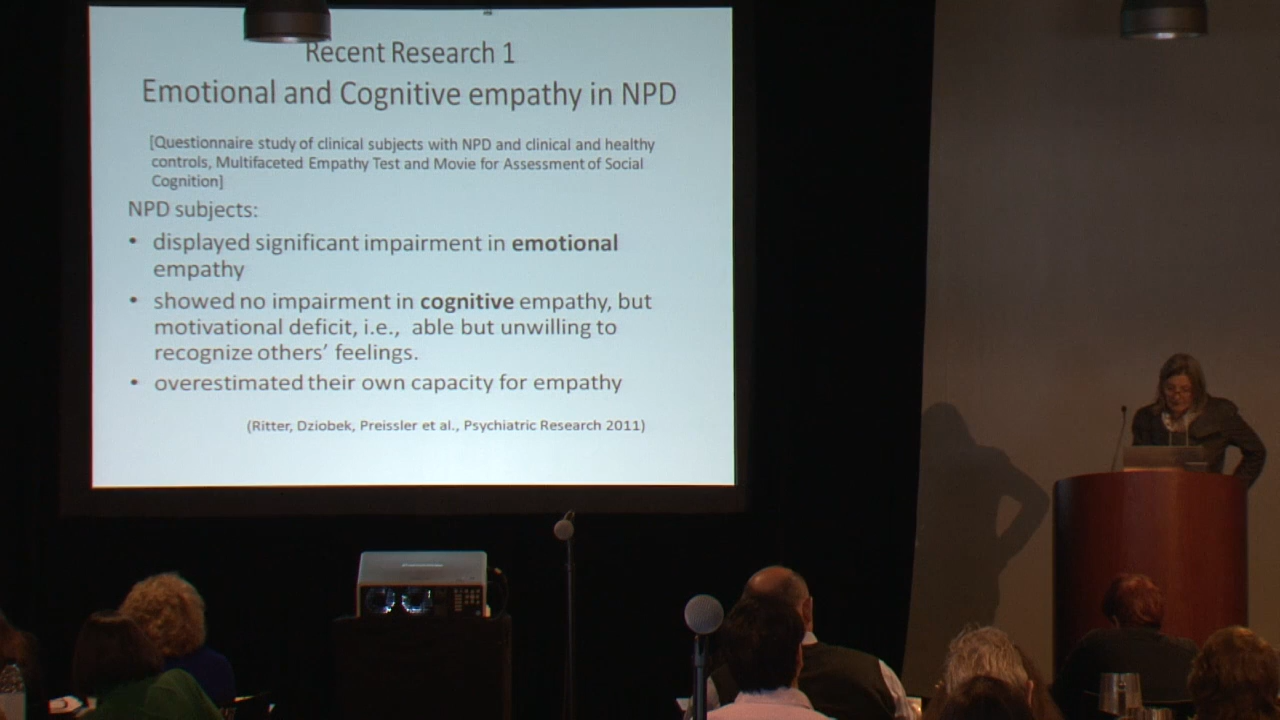 Recent Research 1
Emotional and Cognitive empathy in NPD
[Questionnaire study of clinical subjects with NPD and clinical and healthy
controls, Multifaceted Empathy Test and Movie for Assessment of Social
Cognition]
NPD subjects:
• displayed significant impairment in emotional
empathy
• showed no impairment in cognitive empathy, but
motivational deficit, i.e., able but unwilling to
recognize others’ feelings.
• overestimated their own capacity for empathy
(Ritter, Dziobek, Preissler et al., Psychiatric Research 2011)